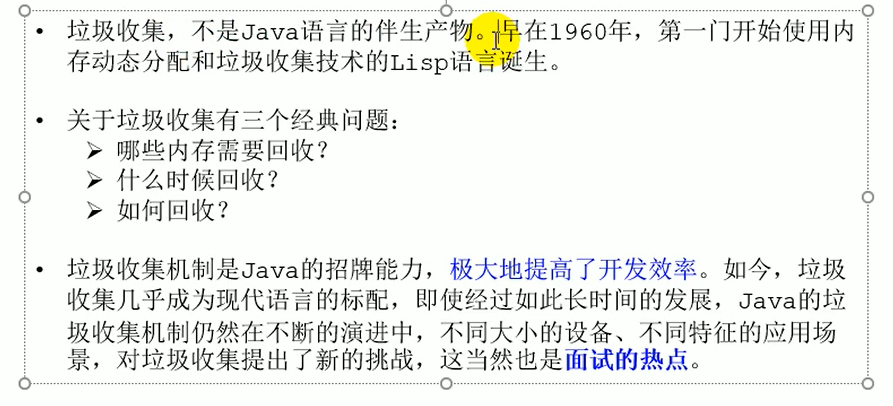 • 垃圾收集，不是Java语言的伴生产物。早在1960年，第一门开始使用内
存动态分配和垃圾收集技术的Lisp语言诞生。
• 关于垃圾收集有三个经典问题：
➢ 哪些内存需要回收？
➢ 什么时候回收？
➢ 如何回收？
• 垃圾收集机制是Java的招牌能力，极大地提高了开发效率。如今，垃圾
收集几乎成为现代语言的标配，即使经过如此长时间的发展，Java的垃
圾收集机制仍然在不断的演进中，不同大小的设备、不同特征的应用场
景，对垃圾收集提出了新的挑战，这当然也是面试的热点。